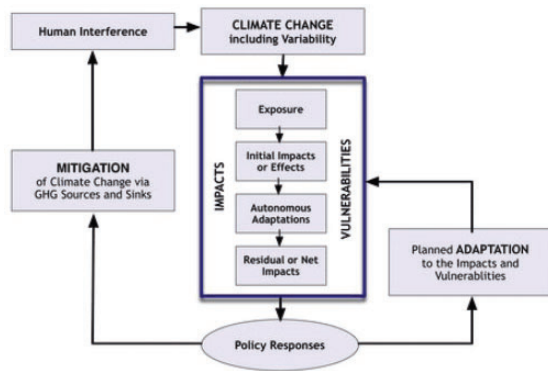 Human Interference
CLIMATE CHANGE
including Variability
IMPACTS
Exposure
Initial Impacts
or Effects
Autonomous
Adaptations
Residual or Net
Impacts
VULNERABILITIES
MITIGATION
of Climate Change via
GHG Sources and Sinks
Planned ADAPTATION
to the Impacts and
Vulnerablities
Policy Responses